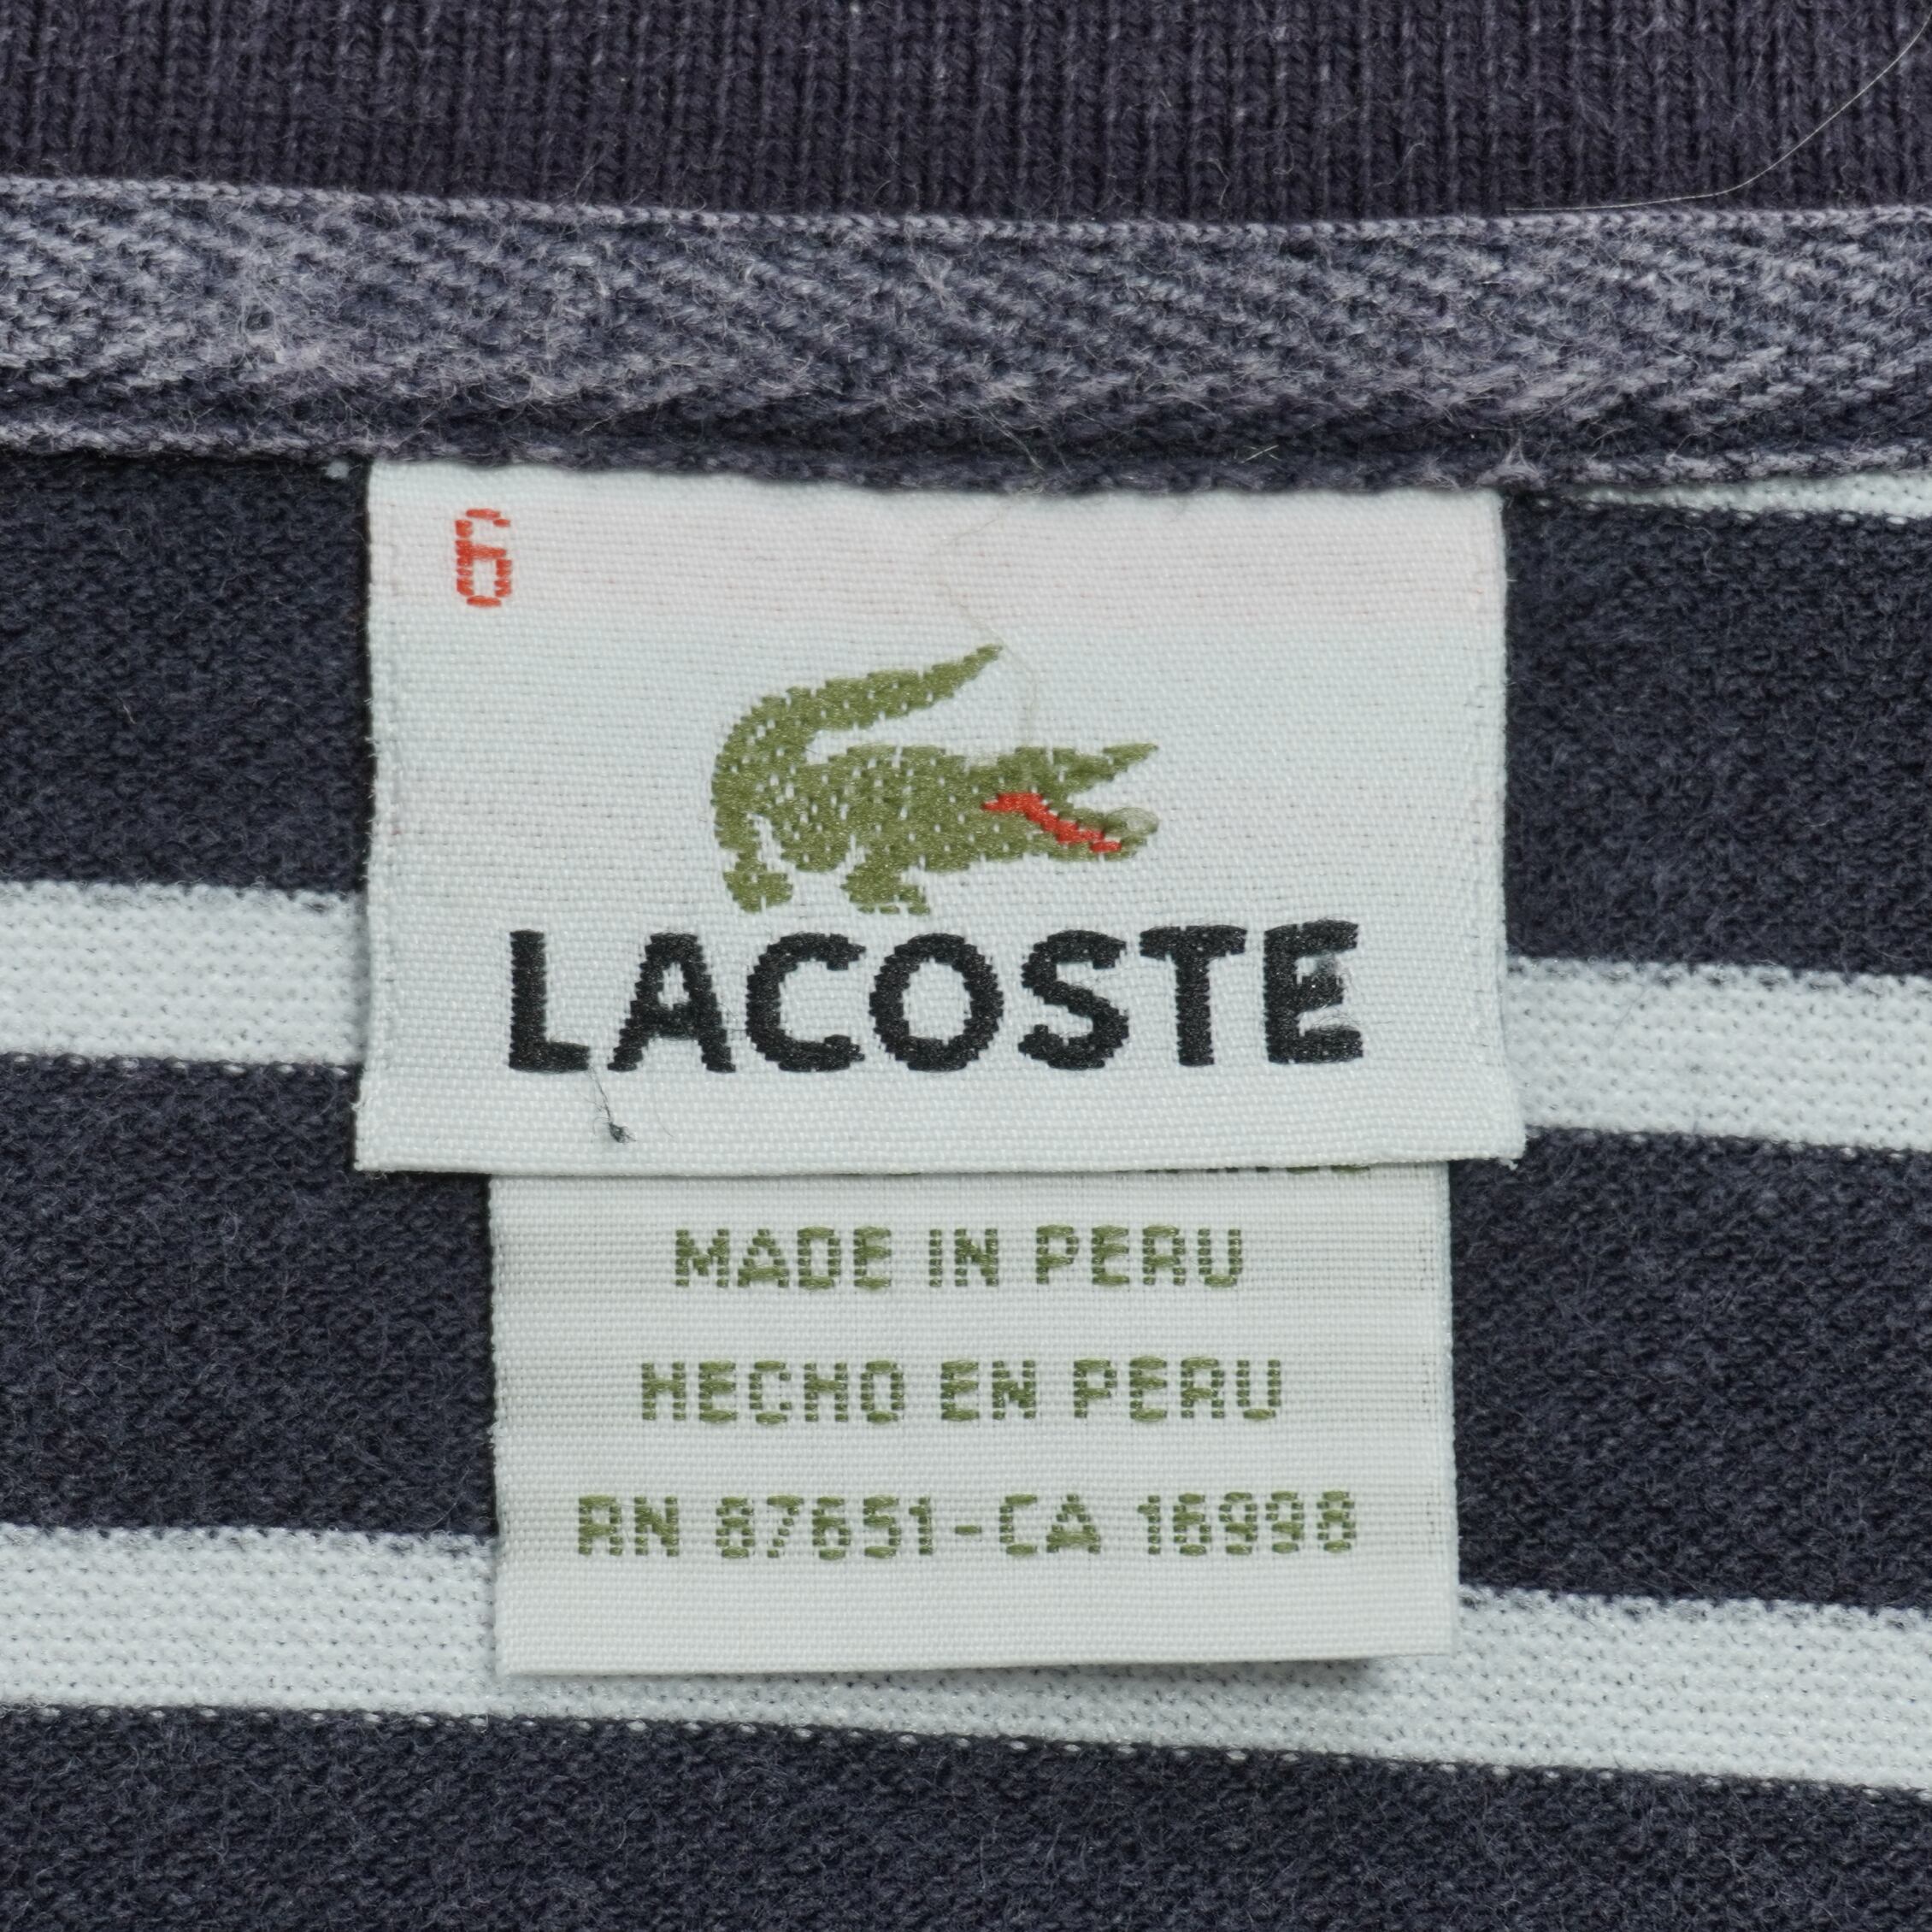 6
LACOSTE
MADE IN PERU
HECHO EN PERU
RN 87651-CA 16998